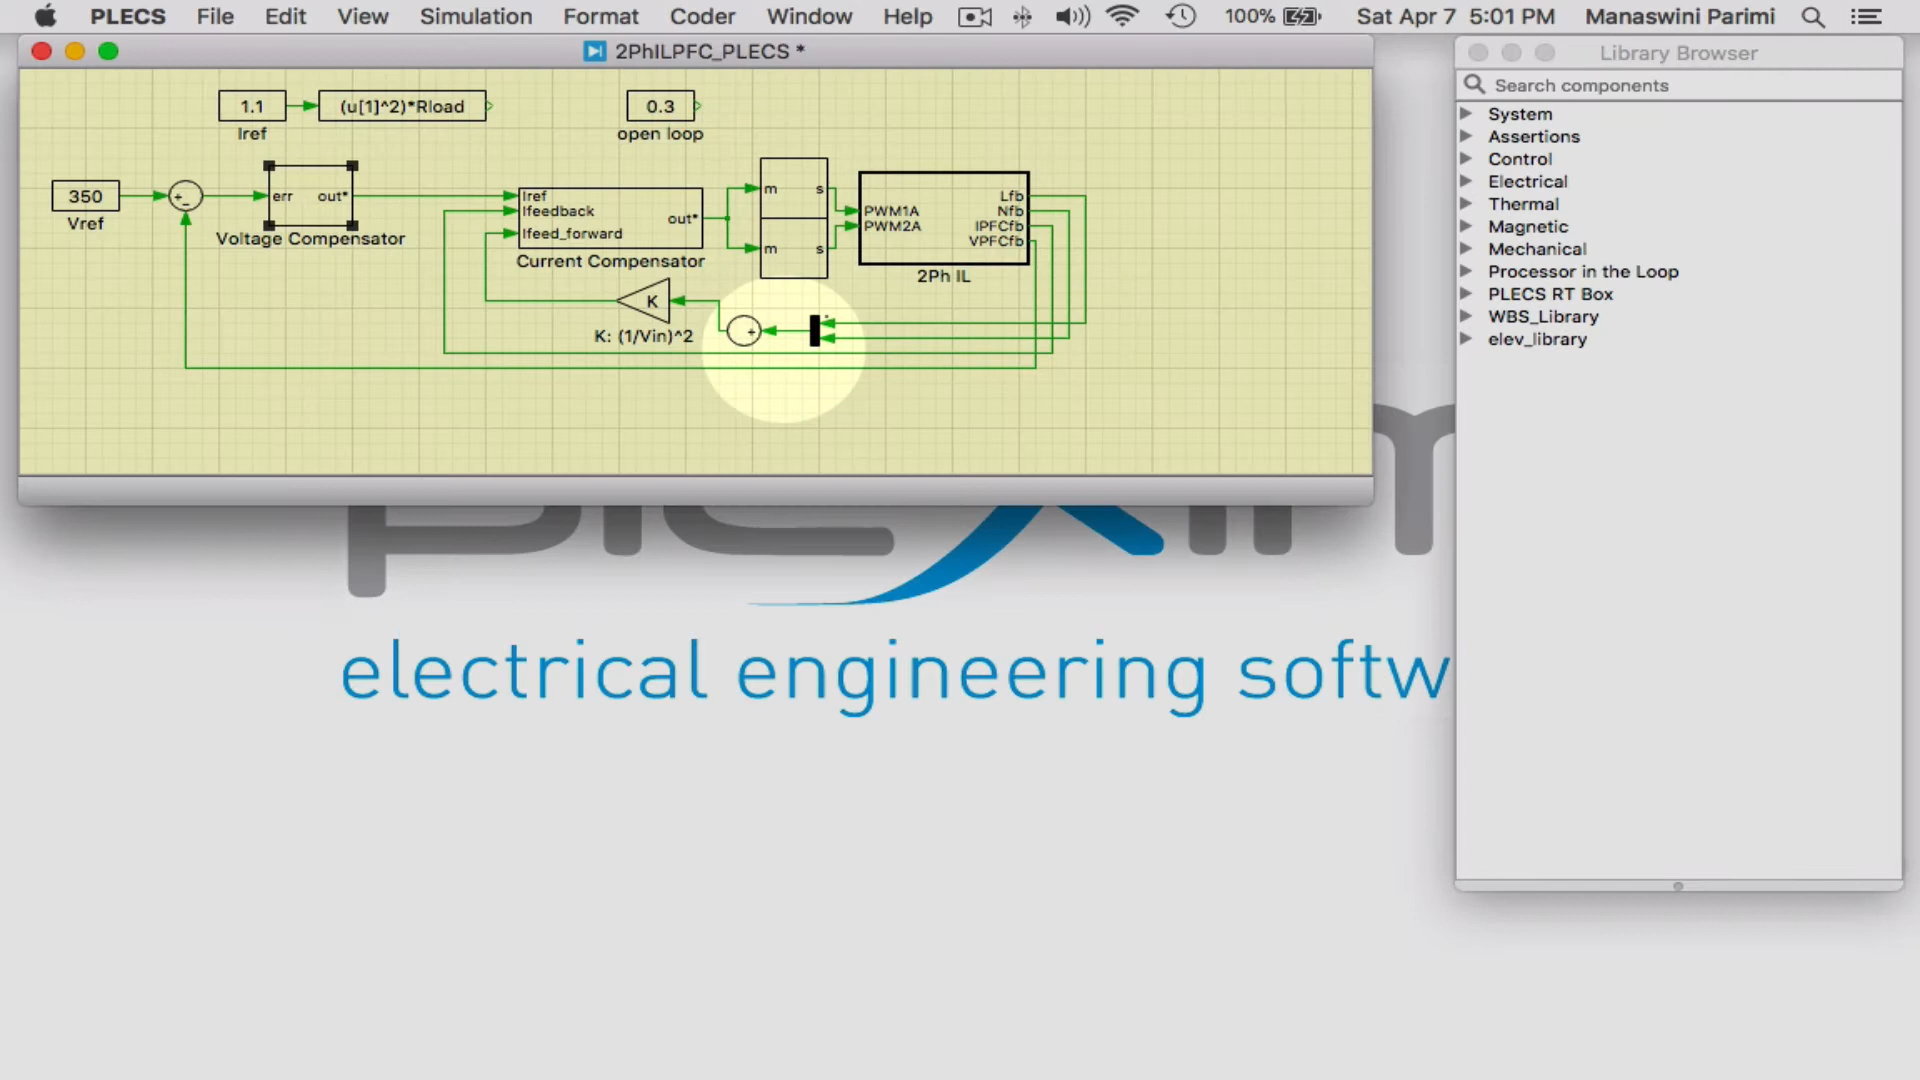 PLECS File Edit View Simulation Format Coder Window Help 100% Sat Apr 7 5:01 PM Manaswini Parimi
2PhILPFC_PLECS *
1.1
Iref
(u[1]^2)*Rload
0.3
open loop
350
Vref
+
-
err out*
Voltage Compensator
Iref
Ifeedback
Ifeed_forward
out*
Current Compensator
m s
m s
PWM1A
PWM2A
Lfb
Nfb
IPFCfb
VPFCfb
2Ph IL
K
K: (1/Vin)^2
+
electrical engineering softw
Library Browser
Search components
System
Assertions
Control
Electrical
Thermal
Magnetic
Mechanical
Processor in the Loop
PLECS RT Box
WBS_Library
elev_library